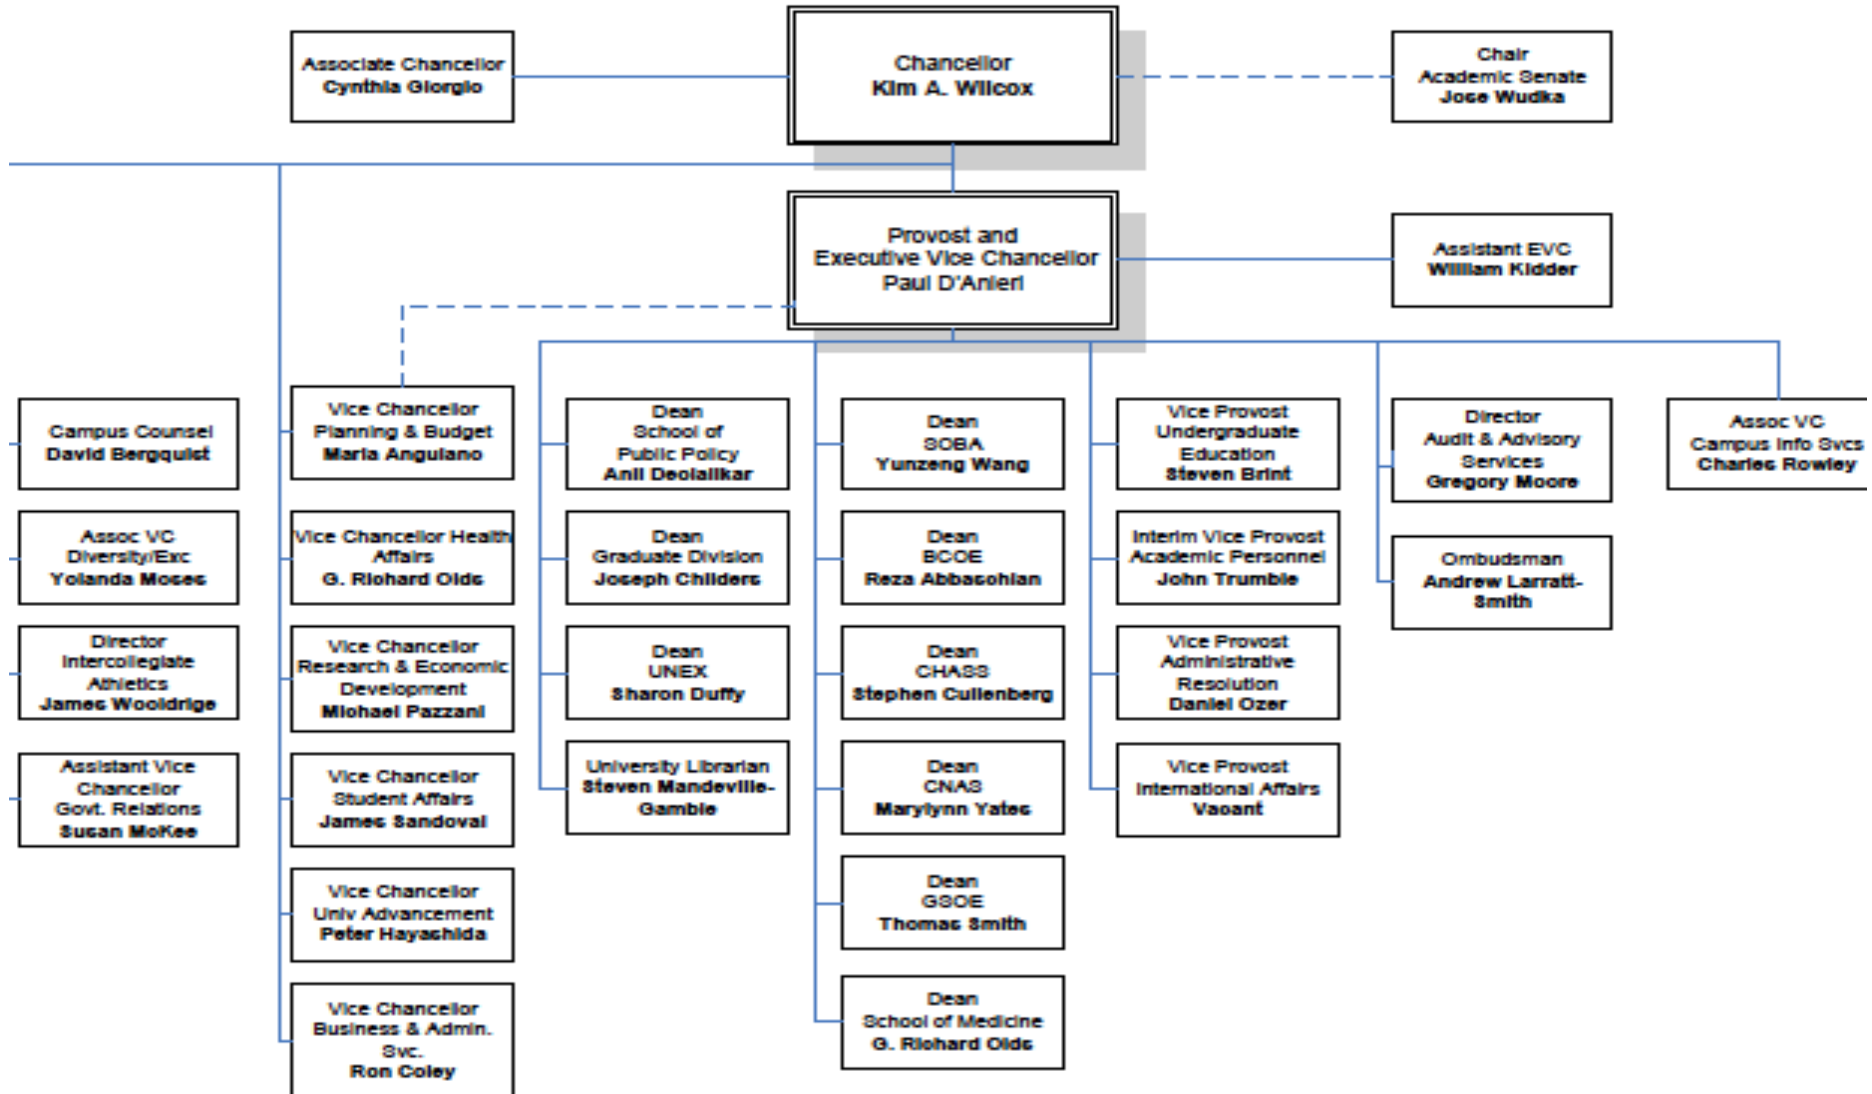 Associate Chancellor
Cynthia Giorgio
Chancellor
Kim A. Wilcox
Chair
Academic Senate
Jose Wudka
Provost and
Executive Vice Chancellor
Paul D'Anieri
Assistant EVC
William Kidder
Campus Counsel
David Bergquist
Assoc VC
Diversity/Exc
Yolanda Moses
Director
Intercollegiate
Athletics
James Wooldrige
Assistant Vice
Chancellor
Govt. Relations
Susan McKee
Vice Chancellor
Planning & Budget
Maria Anguiano
Vice Chancellor Health
Affairs
G. Richard Olds
Vice Chancellor
Research & Economic
Development
Michael Pazzani
Vice Chancellor
Student Affairs
James Sandoval
Vice Chancellor
Univ Advancement
Peter Hayashida
Vice Chancellor
Business & Admin.
Svc.
Ron Coley
Dean
School of
Public Policy
Anil Deolalikar
Dean
Graduate Division
Joseph Childers
Dean
UNEX
Sharon Duffy
University Librarian
Steven Mandeville-
Gamble
Dean
SOBA
Yunzeng Wang
Dean
BCOE
Reza Abbaschian
Dean
CHASS
Stephen Cullenberg
Dean
CNAS
Marylynn Yates
Dean
GSOE
Thomas Smith
Dean
School of Medicine
G. Richard Olds
Vice Provost
Undergraduate
Education
Steven Brint
Interim Vice Provost
Academic Personnel
John Trumble
Vice Provost
Administrative
Resolution
Daniel Ozer
Vice Provost
International Affairs
Vacant
Director
Audit & Advisory
Services
Gregory Moore
Ombudsman
Andrew Larratt-
Smith
Assoc VC
Campus Info Svcs
Charles Rowley